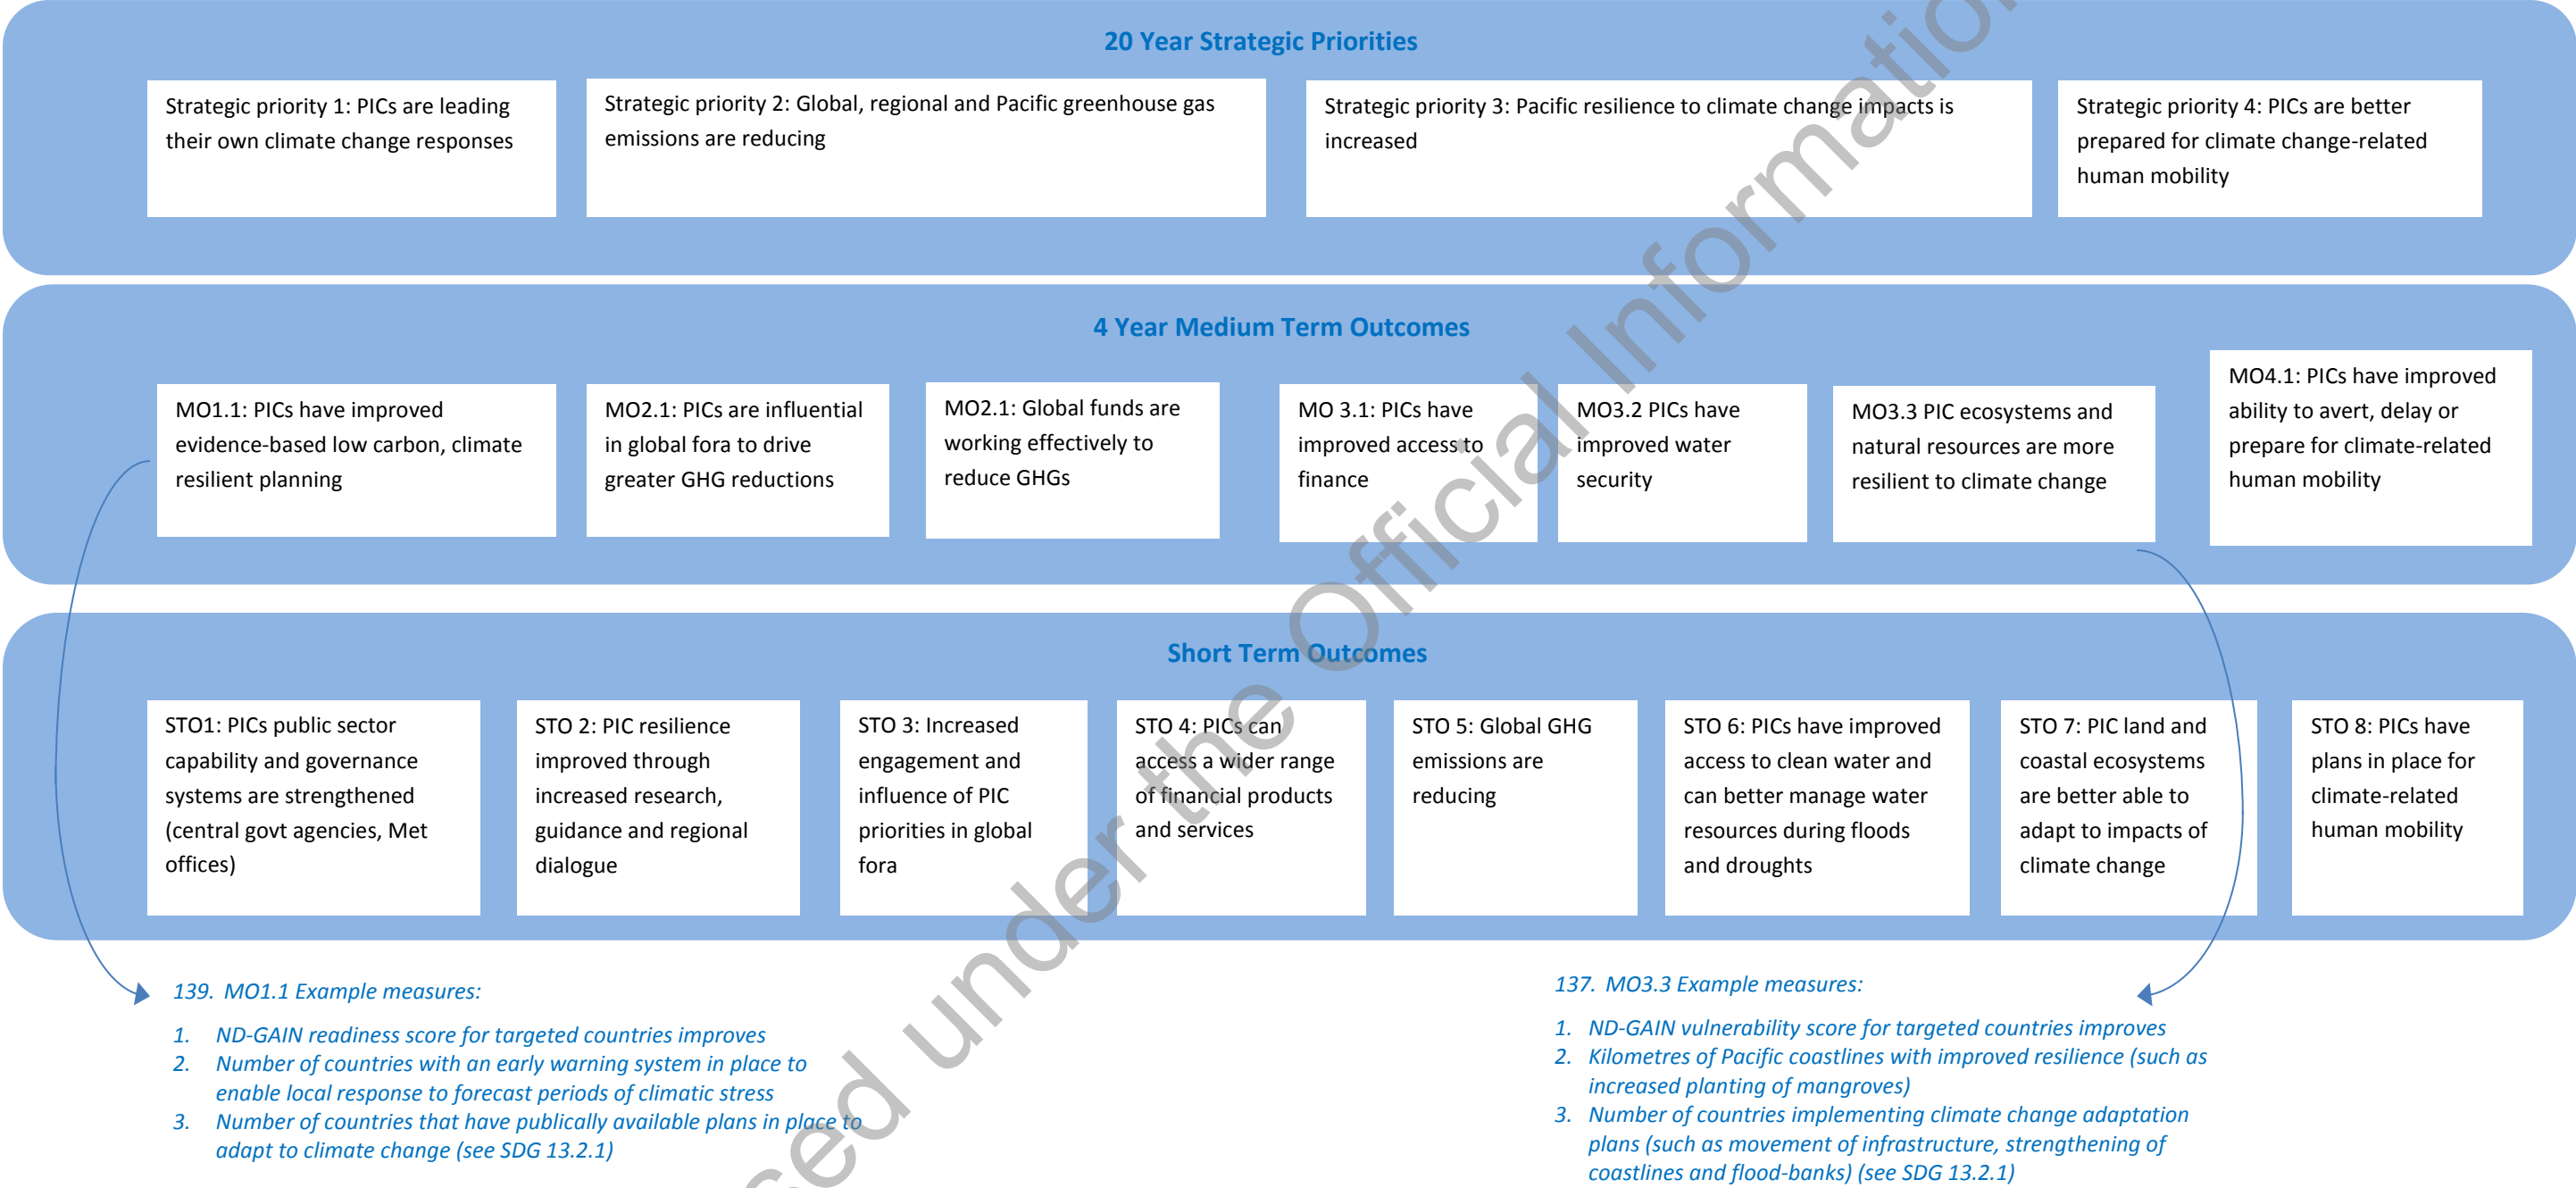 20 Year Strategic Priorities
Strategic priority 1: PICs are leading
their own climate change responses
Strategic priority 2: Global, regional and Pacific greenhouse gas
emissions are reducing
Strategic priority 3: Pacific resilience to climate change impacts is
increased
Strategic priority 4: PICs are better
prepared for climate change-related
human mobility
4 Year Medium Term Outcomes
MO1.1: PICs have improved
evidence-based low carbon, climate
resilient planning
MO2.1: PICs are influential
in global fora to drive
greater GHG reductions
MO2.1: Global funds are
working effectively to
reduce GHGs
MO 3.1: PICs have
improved access to
finance
MO3.2 PICs have
improved water
security
MO3.3 PIC ecosystems and
natural resources are more
resilient to climate change
MO4.1: PICs have improved
ability to avert, delay or
prepare for climate-related
human mobility
Short Term Outcomes
STO1: PICs public sector
capability and governance
systems are strengthened
(central govt agencies, Met
offices)
STO 2: PIC resilience
improved through
increased research,
guidance and regional
dialogue
STO 3: Increased
engagement and
influence of PIC
priorities in global
fora
STO 4: PICs can
access a wider range
of financial products
and services
STO 5: Global GHG
emissions are
reducing
STO 6: PICs have improved
access to clean water and
can better manage water
resources during floods
and droughts
STO 7: PIC land and
coastal ecosystems
are better able to
adapt to impacts of
climate change
STO 8: PICs have
plans in place for
climate-related
human mobility
139. MO1.1 Example measures:
1. ND-GAIN readiness score for targeted countries improves
2. Number of countries with an early warning system in place to
enable local response to forecast periods of climatic stress
3. Number of countries that have publically available plans in place to
adapt to climate change (see SDG 13.2.1)
137. MO3.3 Example measures:
1. ND-GAIN vulnerability score for targeted countries improves
2. Kilometres of Pacific coastlines with improved resilience (such as
increased planting of mangroves)
3. Number of countries implementing climate change adaptation
plans (such as movement of infrastructure, strengthening of
coastlines and flood-banks) (see SDG 13.2.1)
sed under the Official Information